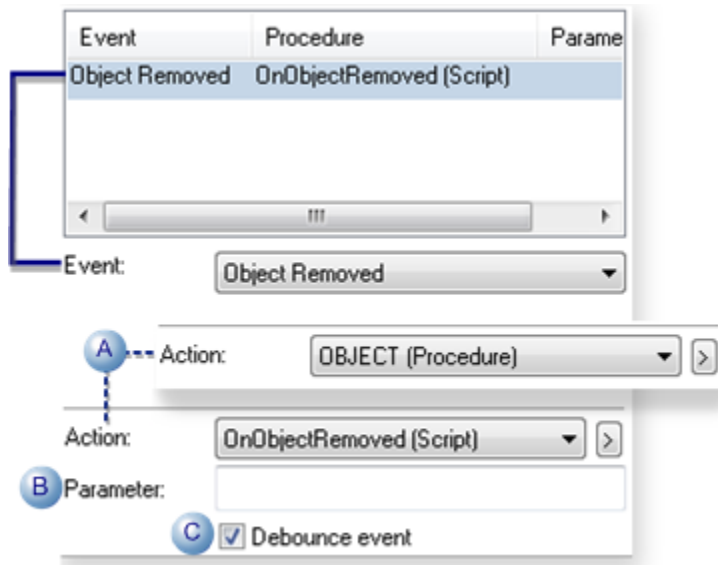 Event Procedure Parame
Object Removed OnObjectRemoved (Script)
Event: Object Removed
A Action: OBJECT (Procedure) >
Action: OnObjectRemoved (Script) >
B Parameter:
C Debounce event